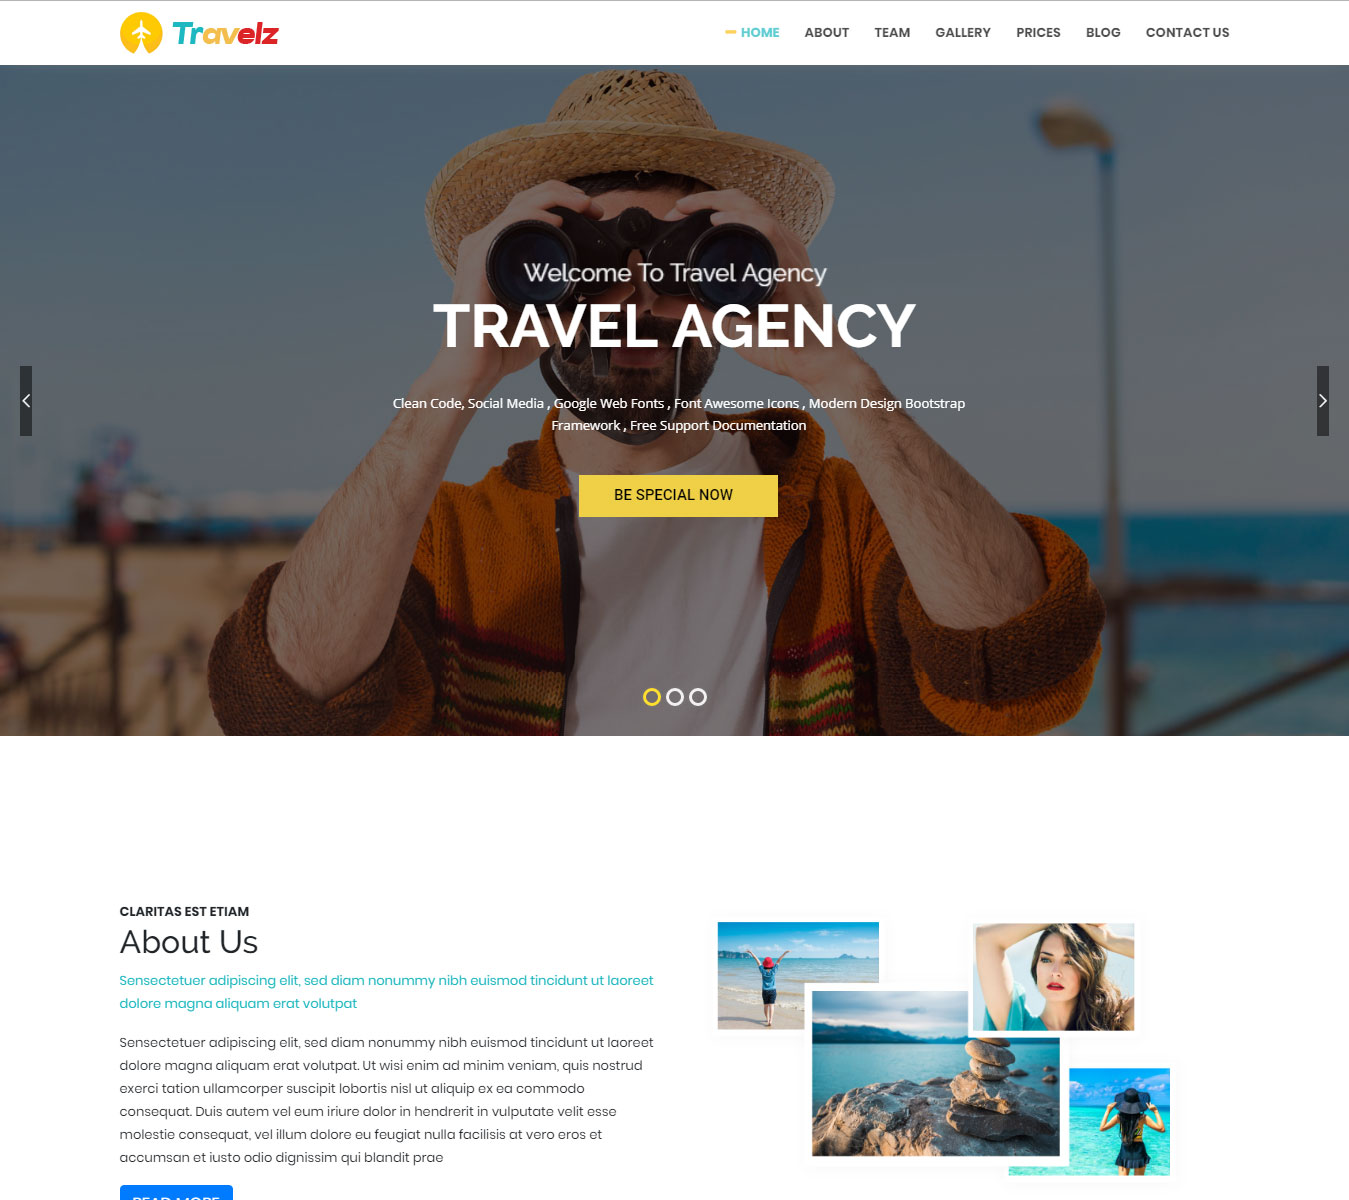 Travelz
HOME ABOUT TEAM GALLERY PRICES BLOG CONTACT US
Welcome To Travel Agency
TRAVEL AGENCY
Clean Code, Social Media , Google Web Fonts , Font Awesome Icons , Modern Design Bootstrap
Framework , Free Support Documentation
BE SPECIAL NOW
CLARITAS EST ETIAM
About Us
Sensectetuer adipiscing elit, sed diam nonummy nibh euismod tincidunt ut laoreet
dolore magna aliquam erat volutpat
Sensectetuer adipiscing elit, sed diam nonummy nibh euismod tincidunt ut laoreet
dolore magna aliquam erat volutpat. Ut wisi enim ad minim veniam, quis nostrud
exerci tation ullamcorper suscipit lobortis nisl ut aliquip ex ea commodo
consequat. Duis autem vel eum iriure dolor in hendrerit in vulputate velit esse
molestie consequat, vel illum dolore eu feugiat nulla facilisis at vero eros et
accumsan et iusto odio dignissim qui blandit prae
READ MORE